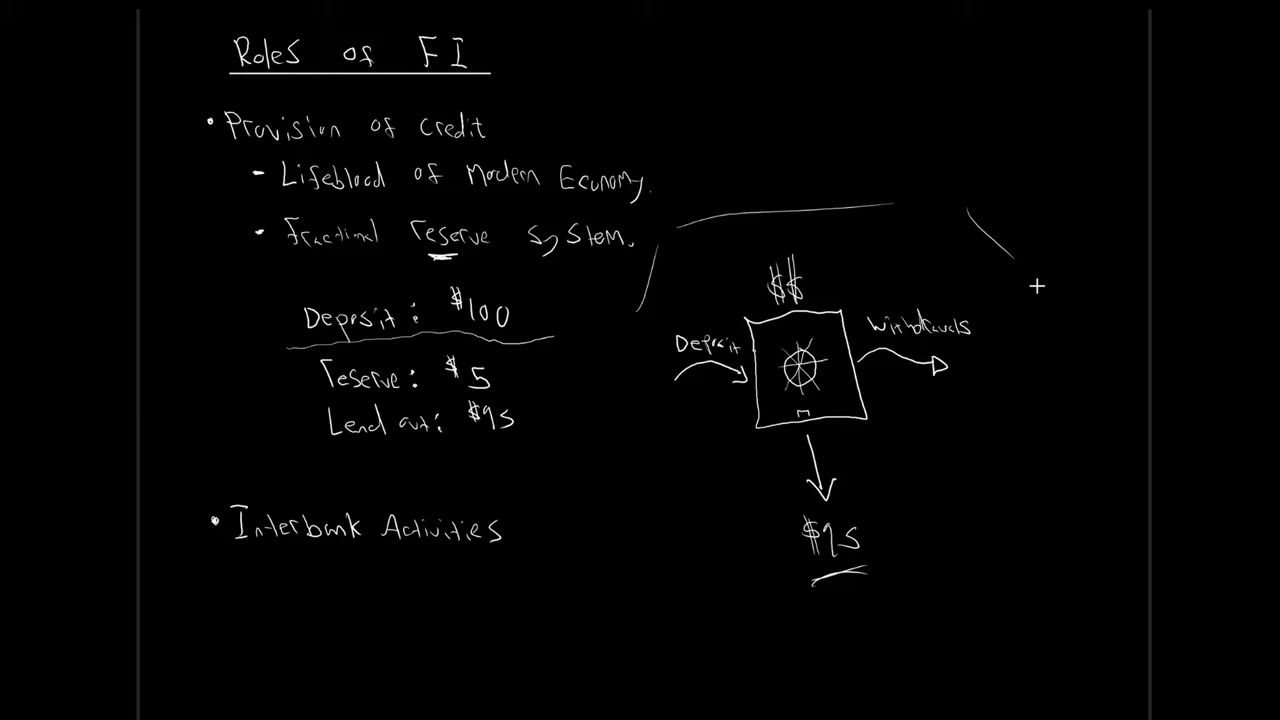 Roles of FI
• Provision of credit
- Lifeblood of Modern Economy.
- Fractional reserve system.
Deposit: $100
reserve: $5
Lend out: $95
• Interbank Activities
$$
Deposit
Withdrawals
$95